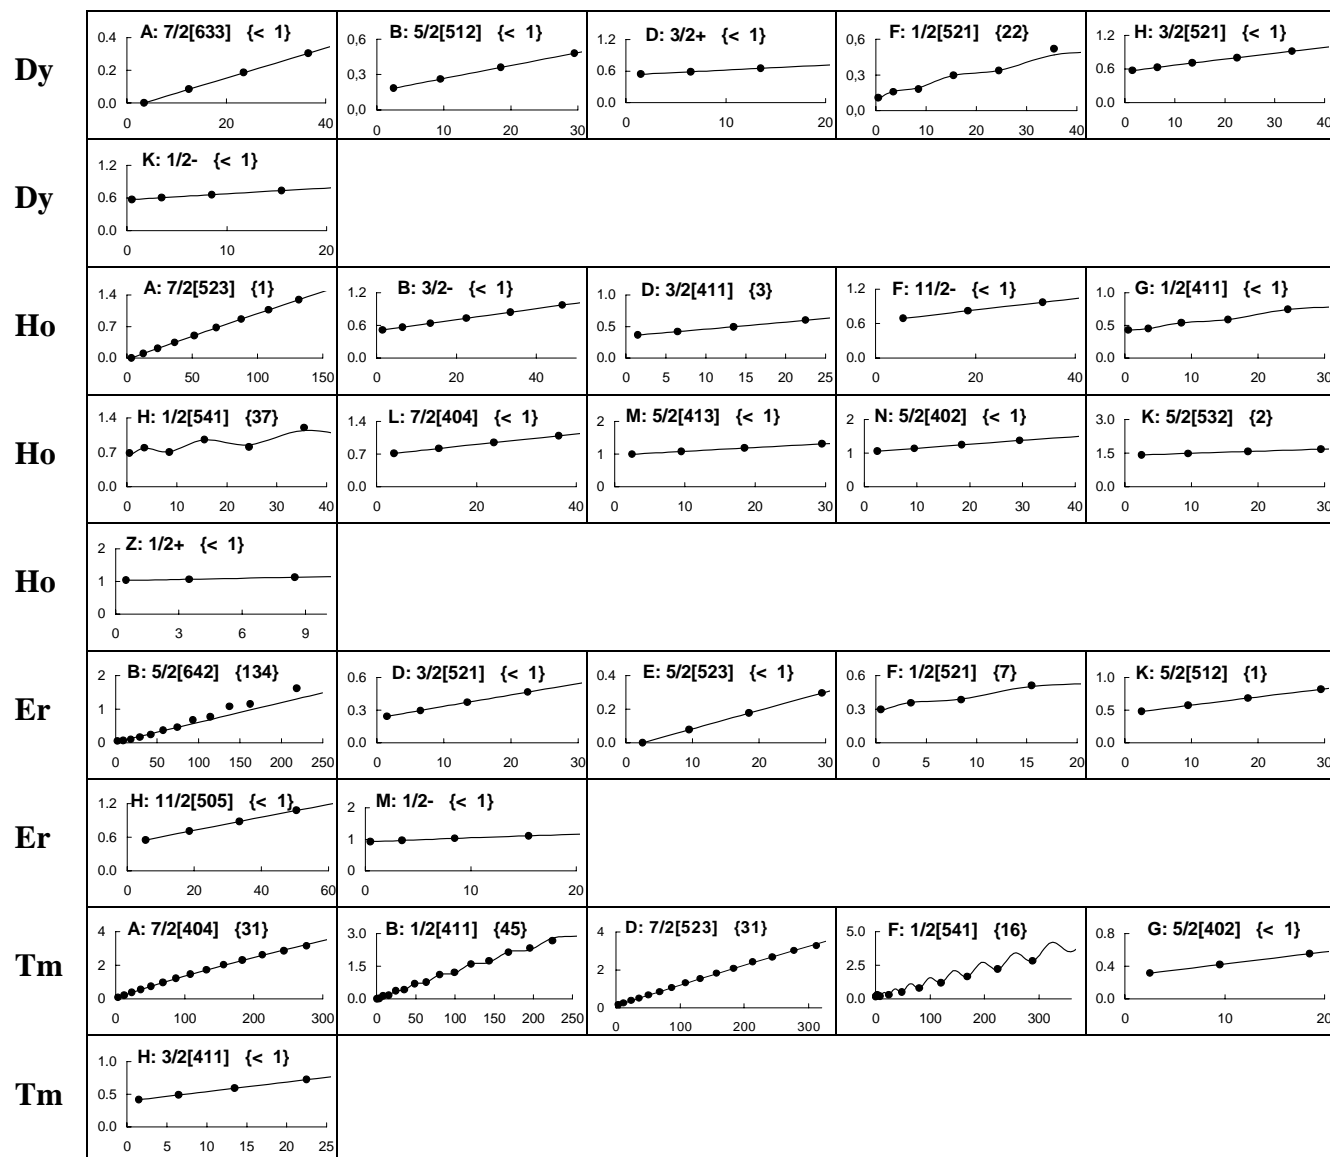 Dy
A: 7/2[633] {< 1}
0.4
0.2
0.0
0 20 40
B: 5/2[512] {< 1}
0.6
0.3
0,0
0 10 20 30
D: 3/2+ {< 1}
1.2
0.6
0.0
0 10 20
F: 1/2[521] {22}
0.6
0.3
0,0
0 10 20 30 40
H: 3/2[521] {< 1}
1.2
0.6
0.0
0 10 20 30 40
Dy
K: 1/2- {< 1}
1.2
0.6
0.0
0 10 20
Ho
A: 7/2[523] {1}
1.4
0.7
0.0
0 50 100 150
B: 3/2- {< 1}
1.2
0.6
0.0
0 20 40
D: 3/2[411] {3}
1.0
0.5
0.0
0 5 10 15 20 25
F: 11/2- {< 1}
1.2
0.6
0.0
0 20 40
G: 1/2[411] {< 1}
1.0
0.5
0.0
0 10 20 30
Ho
H: 1/2[541] {37}
1.4
0.7
0.0
0 10 20 30 40
L: 7/2[404] {< 1}
1.4
0.7
0.0
0 10 20 30 40
M: 5/2[413] {< 1}
2
1
0
0 10 20 30
N: 5/2[402] {< 1}
2
1
0
0 10 20 30 40
K: 5/2[532] {2}
3.0
1.5
0.0
0 10 20 30
Ho
Z: 1/2+ {< 1}
2
1
0
0 3 6 9
Er
B: 5/2[642] {134}
2
1
0
0 50 100 150 200 250
D: 3/2[521] {< 1}
0.6
0.3
0.0
0 10 20 30
E: 5/2[523] {< 1}
0.4
0.2
0.0
0 10 20 30
F: 1/2[521] {7}
0.6
0.3
0.0
0 5 10 15 20
K: 5/2[512] {1}
1.0
0.5
0.0
0 10 20 30
Er
H: 11/2[505] {< 1}
1.2
0.6
0.0
0 20 40 60
M: 1/2- {< 1}
2
1
0
0 10 20
Tm
A: 7/2[404] {31}
4
2
0
0 100 200 300
B: 1/2[411] {45}
3.0
1.5
0.0
0 50 100 150 200 250
D: 7/2[523] {31}
4
2
0
0 100 200 300
F: 1/2[541] {16}
5.0
2.5
0.0
0 100 200 300
G: 5/2[402] {< 1}
0.8
0.4
0.0
0 10 20
Tm
H: 3/2[411] {< 1}
1.0
0.5
0.0
0 5 10 15 20 25